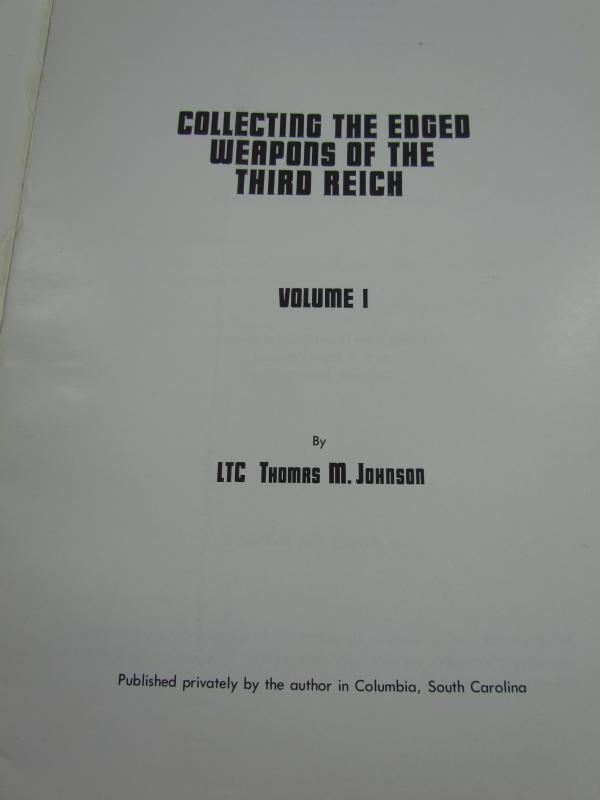 COLLECTING THE EDGED
WEAPONS OF THE
THIRD REICH
VOLUME I
By
LTC THOMAS M. JOHNSON
Published privately by the author in Columbia, South Carolina